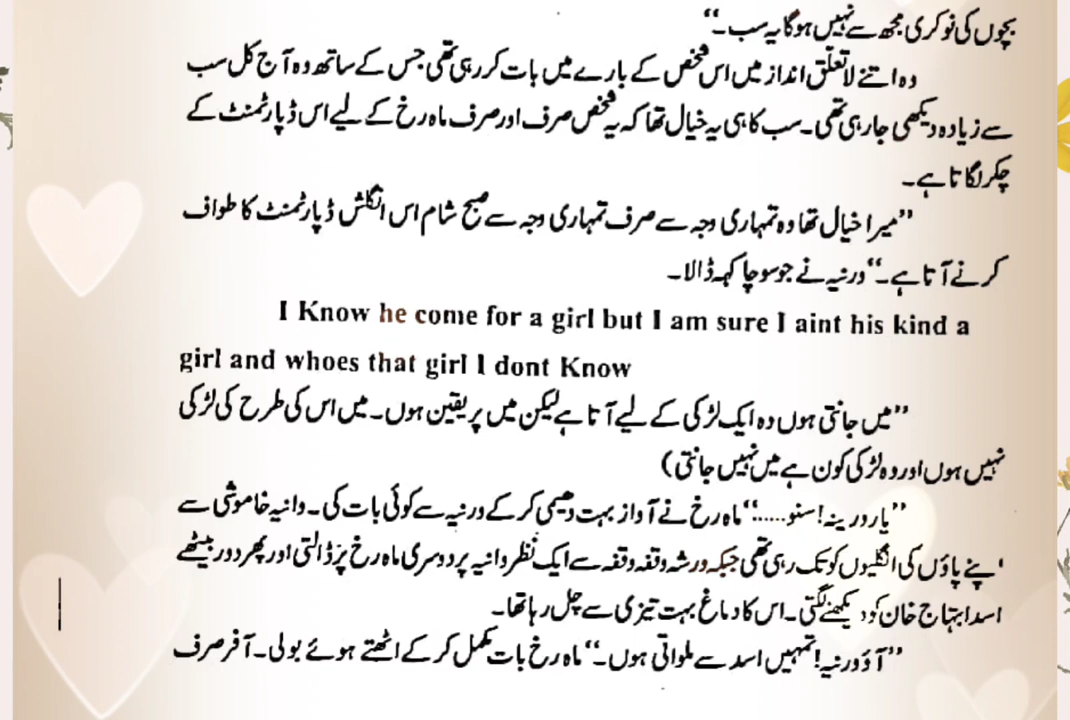 بچوں کی نوکری مجھ سے نہیں ہوگا یہ سب۔“
وہ اتنے لاتعلق انداز میں اس شخص کے بارے میں بات کر رہی تھی جس کے ساتھ وہ آج کل سب
سے زیادہ دیکھی جا رہی تھی۔ سب کا ہی یہ خیال تھا کہ یہ شخص صرف اور صرف ماہ رخ کے لیے اس ڈپارٹمنٹ کے
چکر لگاتا ہے۔
”میرا خیال تھا وہ تمہاری وجہ سے صرف تمہاری وجہ سے صبح شام اس انگلش ڈپارٹمنٹ کا طواف
کرنے آتا ہے۔“ ورنیہ نے جو سوچا کہہ ڈالا۔
I Know he come for a girl but I am sure I aint his kind a
girl and whoes that girl I dont Know
”میں جانتی ہوں وہ ایک لڑکی کے لیے آتا ہے لیکن میں پر یقین ہوں۔ میں اس کی طرح کی لڑکی
نہیں ہوں اور وہ لڑکی کون ہے میں نہیں جانتی)
”یار ورینہ! سنو.....“ ماہ رخ نے آواز بہت دھیمی کر کے ورنیہ سے کوئی بات کی۔ وانیہ خاموشی سے
اپنے پاؤں کی انگلیوں کو تک رہی تھی جبکہ ورشہ وقفہ وقفہ سے ایک نظر وانیہ پر دوسری ماہ رخ پر ڈالتی اور پھر دور بیٹھے
اسد ابتہاج خان کو دیکھنے لگتی۔ اس کا دماغ بہت تیزی سے چل رہا تھا۔
”آؤ ورنیہ! تمہیں اسد سے ملواتی ہوں۔“ ماہ رخ بات مکمل کر کے اٹھتے ہوئے بولی۔ آفر صرف